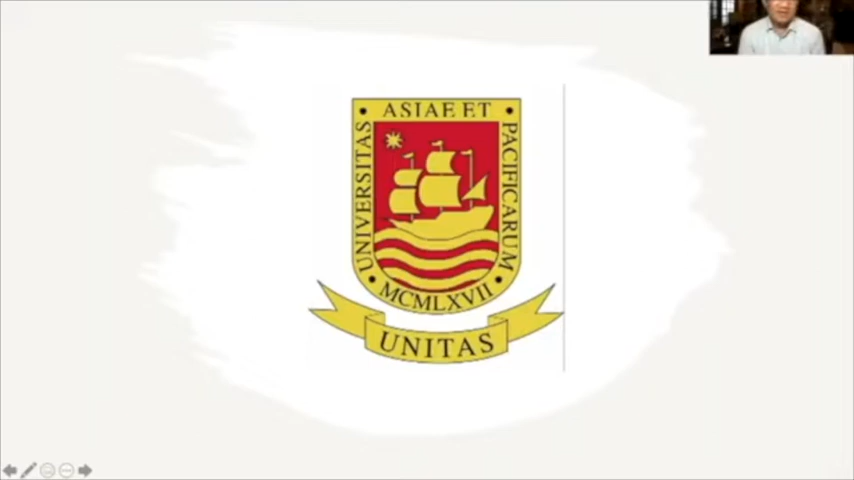 UNIVERSITAS
ASIAE ET
PACIFICARUM
MCMLXVII
UNITAS